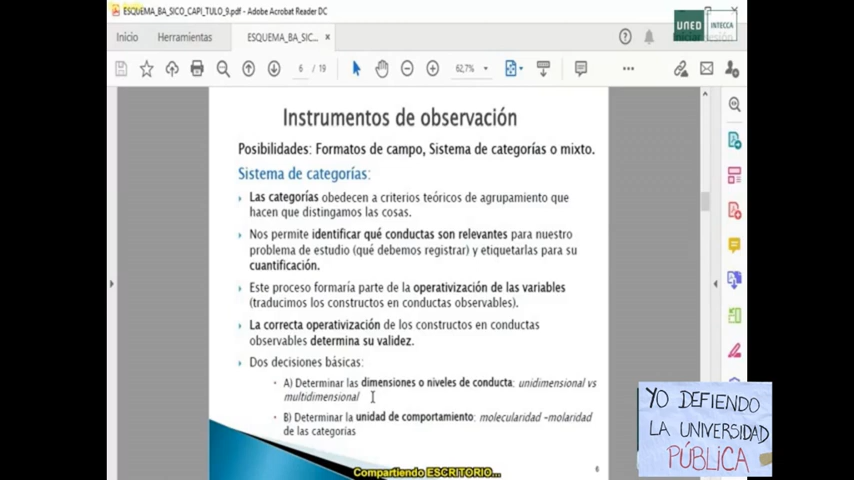 ESQUEMA_BA_SICO_CAPI_TULO_9.pdf - Adobe Acrobat Reader DC
UNED INTECCA
Inicio Herramientas ESQUEMA_BA_SIC... × Iniciar sesión
6 / 19 62,7%
Instrumentos de observación
Posibilidades: Formatos de campo, Sistema de categorías o mixto.
Sistema de categorías:
Las categorías obedecen a criterios teóricos de agrupamiento que
hacen que distingamos las cosas.
Nos permite identificar qué conductas son relevantes para nuestro
problema de estudio (qué debemos registrar) y etiquetarlas para su
cuantificación.
Este proceso formaría parte de la operativización de las variables
(traducimos los constructos en conductas observables).
La correcta operativización de los constructos en conductas
observables determina su validez.
Dos decisiones básicas:
A) Determinar las dimensiones o niveles de conducta: unidimensional vs
multidimensional
B) Determinar la unidad de comportamiento: molecularidad -molaridad
de las categorías
6
YO DEFIENDO
LA UNIVERSIDAD
PÚBLICA
Compartiendo ESCRITORIO...